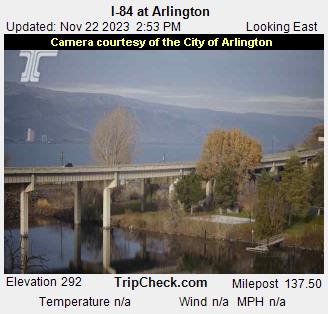 I-84 at Arlington
Updated: Nov 22 2023 2:53 PM Looking East
Camera courtesy of the City of Arlington
Elevation 292 TripCheck.com Milepost 137.50
Temperature n/a Wind n/a MPH n/a